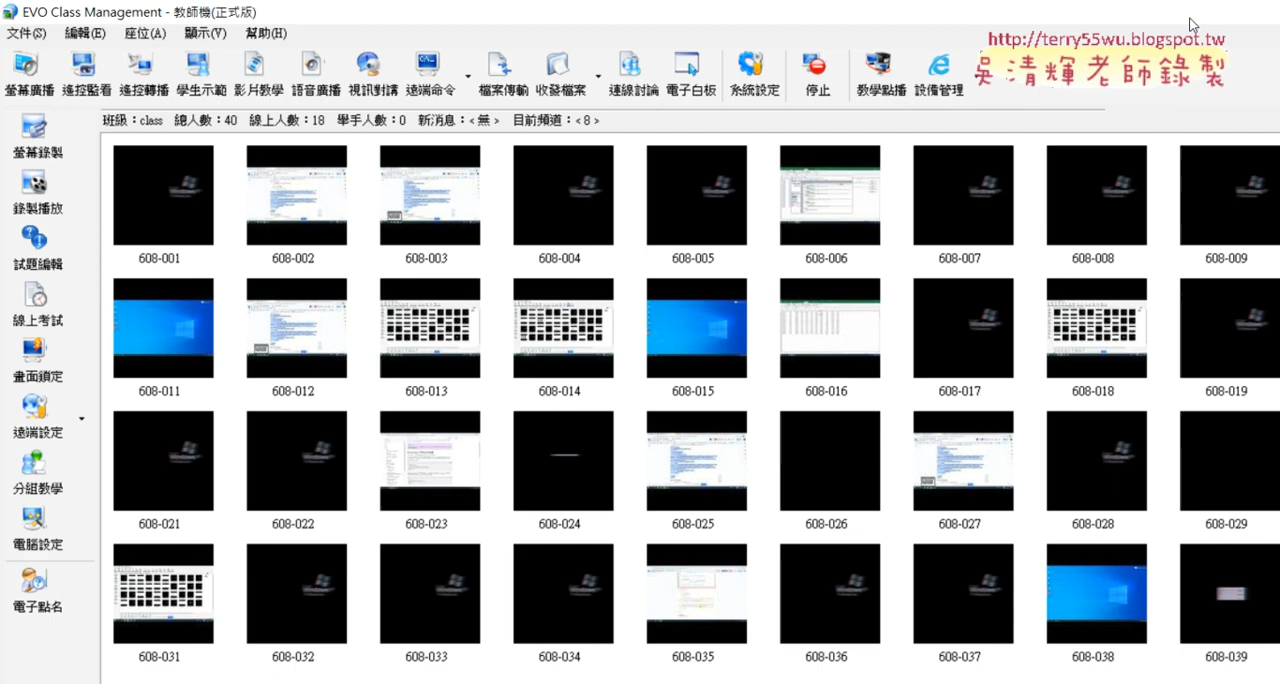 EVO Class Management - 教師機(正式版)
文件(S) 編輯(E) 座位(A) 顯示(V) 幫助(H)
http://terry55wu.blogspot.tw
吳清輝老師錄製
螢幕廣播 遠控監看 遠控轉播 學生示範 影片教學 語音廣播 視訊對講 遠端命令 檔案傳輸 收發檔案 連線討論 電子白板 系統設定 停止 教學點播 設備管理
班級：class 總人數：40 線上人數：18 舉手人數：0 新消息：<無> 目前頻道：<8>
螢幕錄製
錄製播放
試題編輯
線上考試
畫面鎖定
遠端設定
分組教學
電腦設定
電子點名
608-001 608-002 608-003 608-004 608-005 608-006 608-007 608-008 608-009
608-011 608-012 608-013 608-014 608-015 608-016 608-017 608-018 608-019
608-021 608-022 608-023 608-024 608-025 608-026 608-027 608-028 608-029
608-031 608-032 608-033 608-034 608-035 608-036 608-037 608-038 608-039